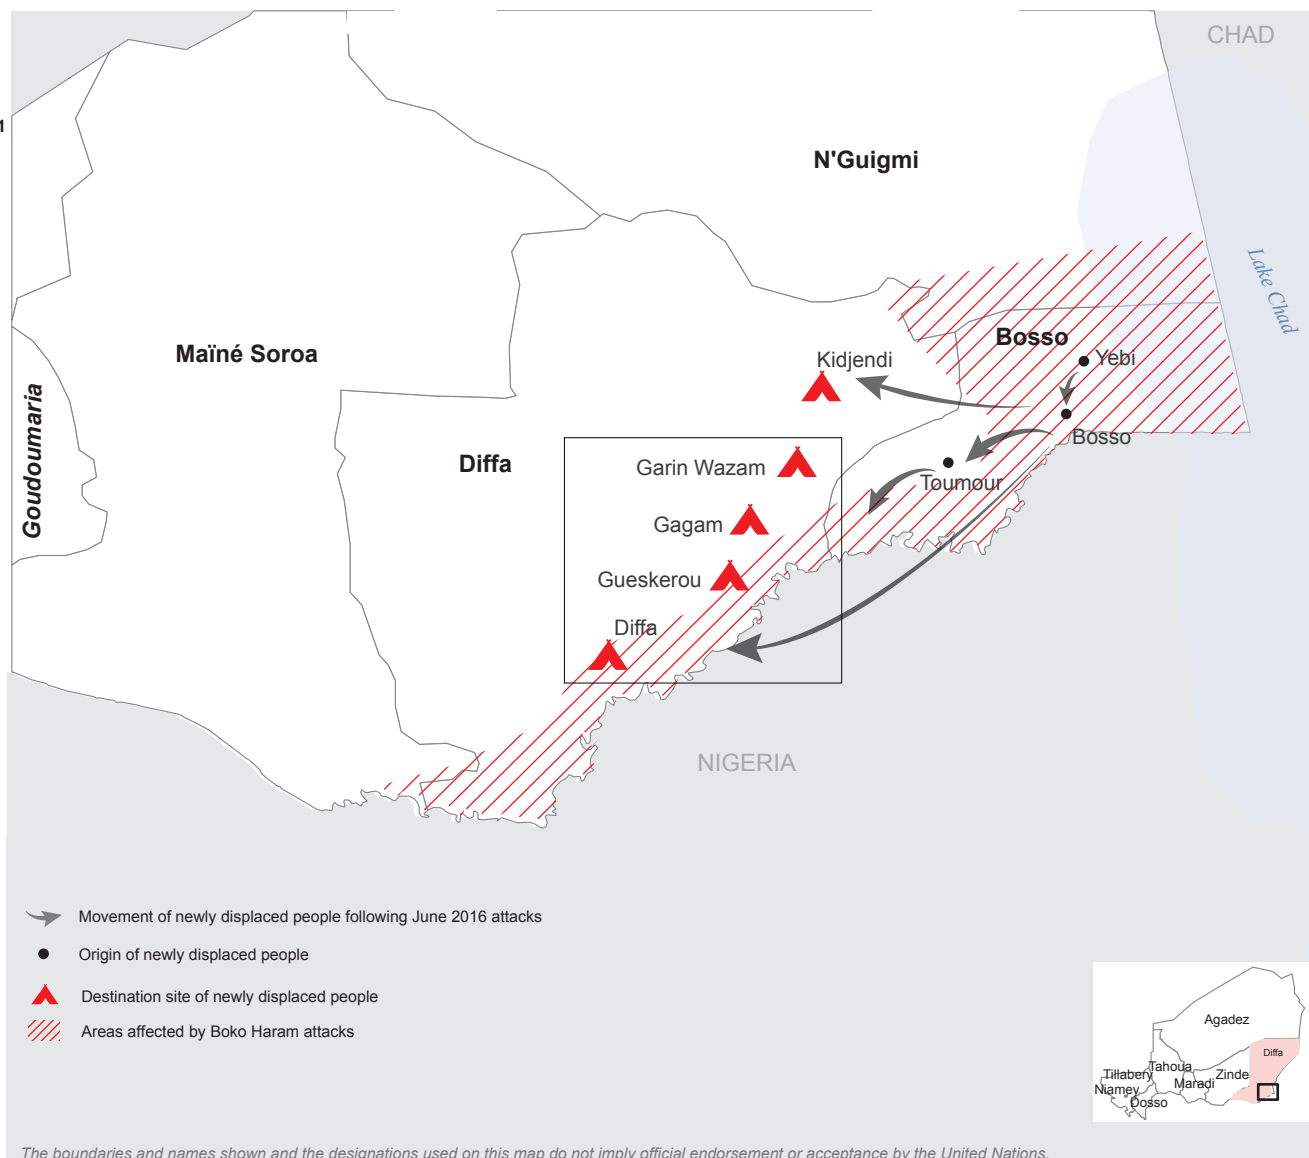 CHAD
N'Guigmi
Lake Chad
Bosso
Maïné Soroa
Kidjendi
Yebi
Goudoumaria
Bosso
Diffa
Garin Wazam
Toumour
Gagam
Gueskerou
Diffa
NIGERIA
Movement of newly displaced people following June 2016 attacks
Origin of newly displaced people
Destination site of newly displaced people
Areas affected by Boko Haram attacks
Agadez
Diffa
Tahoua
Tillabery
Zinde
Maradi
Niamey
Dosso
The boundaries and names shown and the designations used on this map do not imply official endorsement or acceptance by the United Nations.